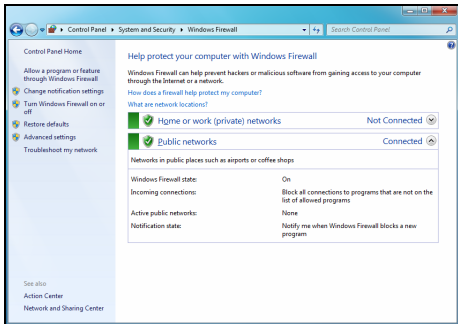 Control Panel ▸ System and Security ▸ Windows Firewall
Search Control Panel
Control Panel Home
Allow a program or feature
through Windows Firewall
Change notification settings
Turn Windows Firewall on or
off
Restore defaults
Advanced settings
Troubleshoot my network
See also
Action Center
Network and Sharing Center
Help protect your computer with Windows Firewall
Windows Firewall can help prevent hackers or malicious software from gaining access to your computer
through the Internet or a network.
How does a firewall help protect my computer?
What are network locations?
Home or work (private) networks Not Connected
Public networks Connected
Networks in public places such as airports or coffee shops
Windows Firewall state: On
Incoming connections: Block all connections to programs that are not on the
list of allowed programs
Active public networks: None
Notification state: Notify me when Windows Firewall blocks a new
program